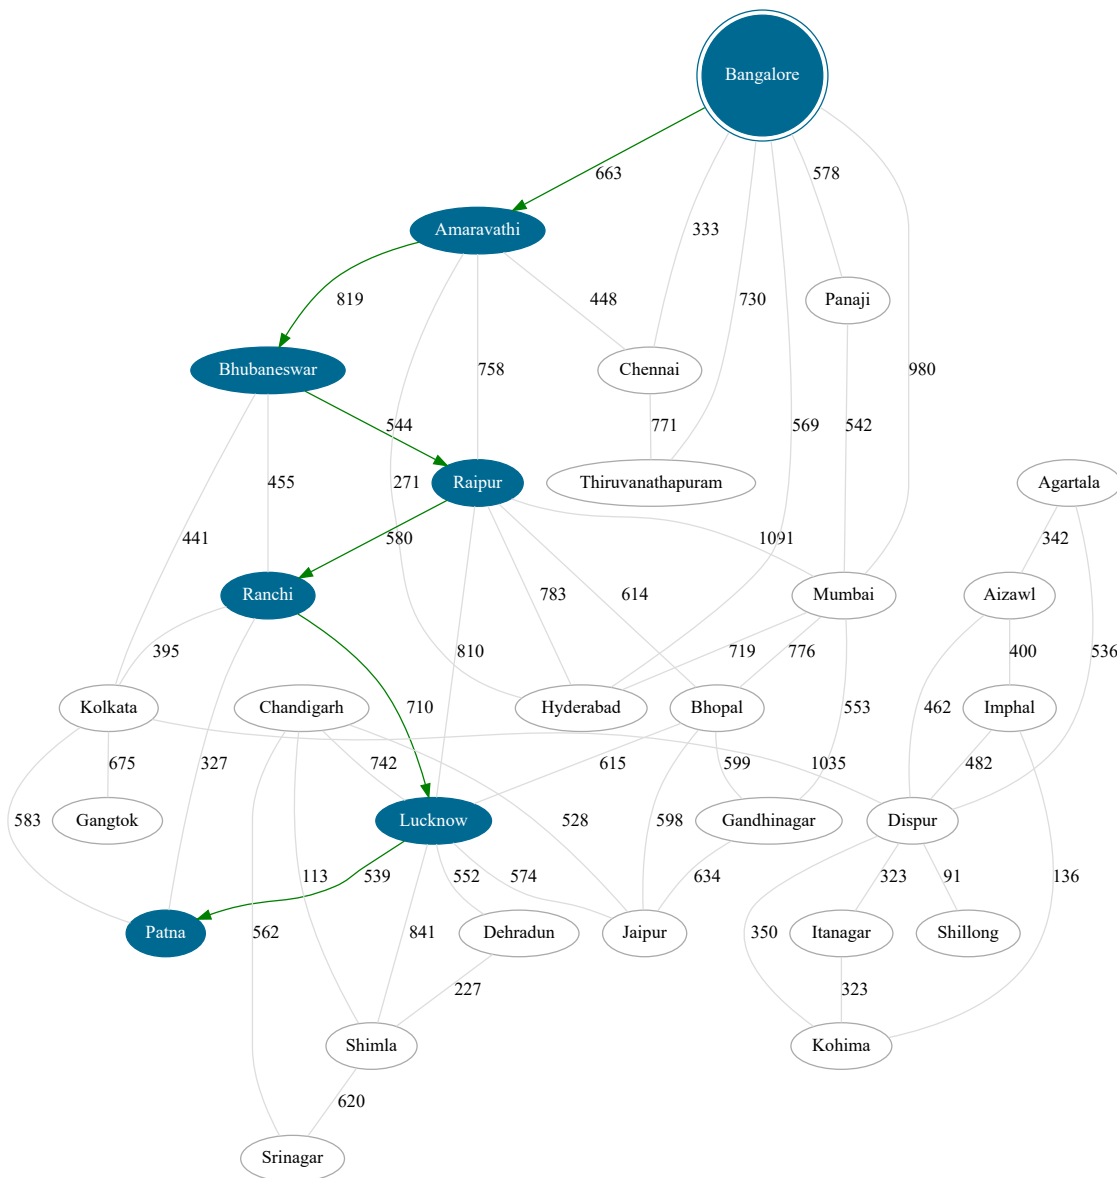 Bangalore
663
578
Amaravathi
333
819
448
730
Panaji
Bhubaneswar
758
Chennai
980
544
771
569
542
455
271
Raipur
Thiruvanathapuram
Agartala
441
580
1091
342
Ranchi
783
614
Mumbai
Aizawl
395
810
719
776
400
536
Kolkata
Chandigarh
710
Hyderabad
Bhopal
553
462
Imphal
675
327
742
615
599
1035
482
583
Gangtok
Lucknow
528
598
Gandhinagar
Dispur
113
539
552
574
634
323
91
136
562
Patna
841
Dehradun
Jaipur
350
Itanagar
Shillong
227
323
Shimla
Kohima
620
Srinagar